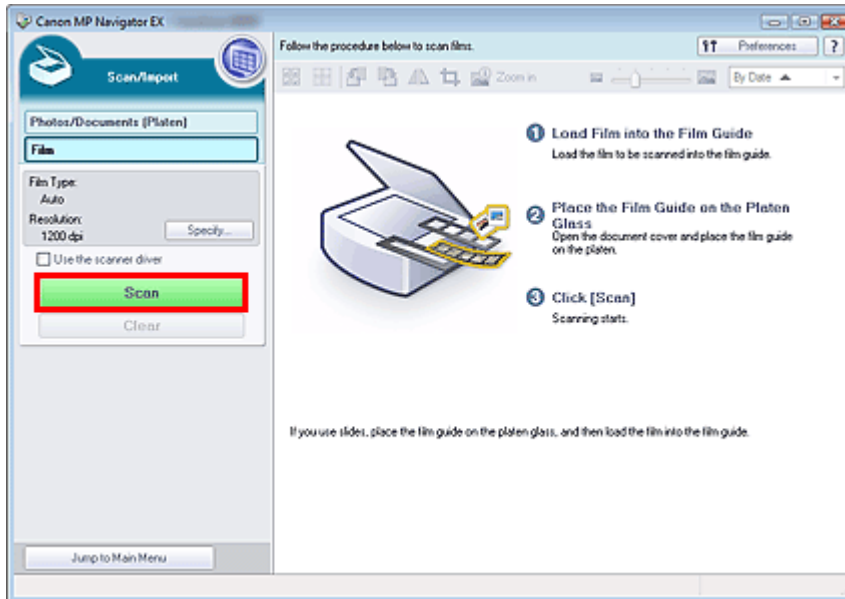 Canon MP Navigator EX
Scan/Import
Photos/Documents (Platen)
Film
Film Type:
Auto
Resolution:
1200 dpi
Specify...
Use the scanner driver
Scan
Clear
Jump to Main Menu
Follow the procedure below to scan films.
Preferences
?
Zoom in
By Date
1 Load Film into the Film Guide
Load the film to be scanned into the film guide.
2 Place the Film Guide on the Platen
Glass
Open the document cover and place the film guide
on the platen.
3 Click [Scan]
Scanning starts.
If you use slides, place the film guide on the platen glass, and then load the film into the film guide.